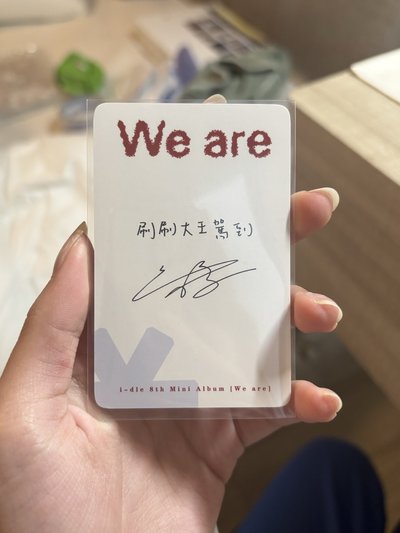 We are
刷刷大王駕到
i-dle 8th Mini Album [We are]